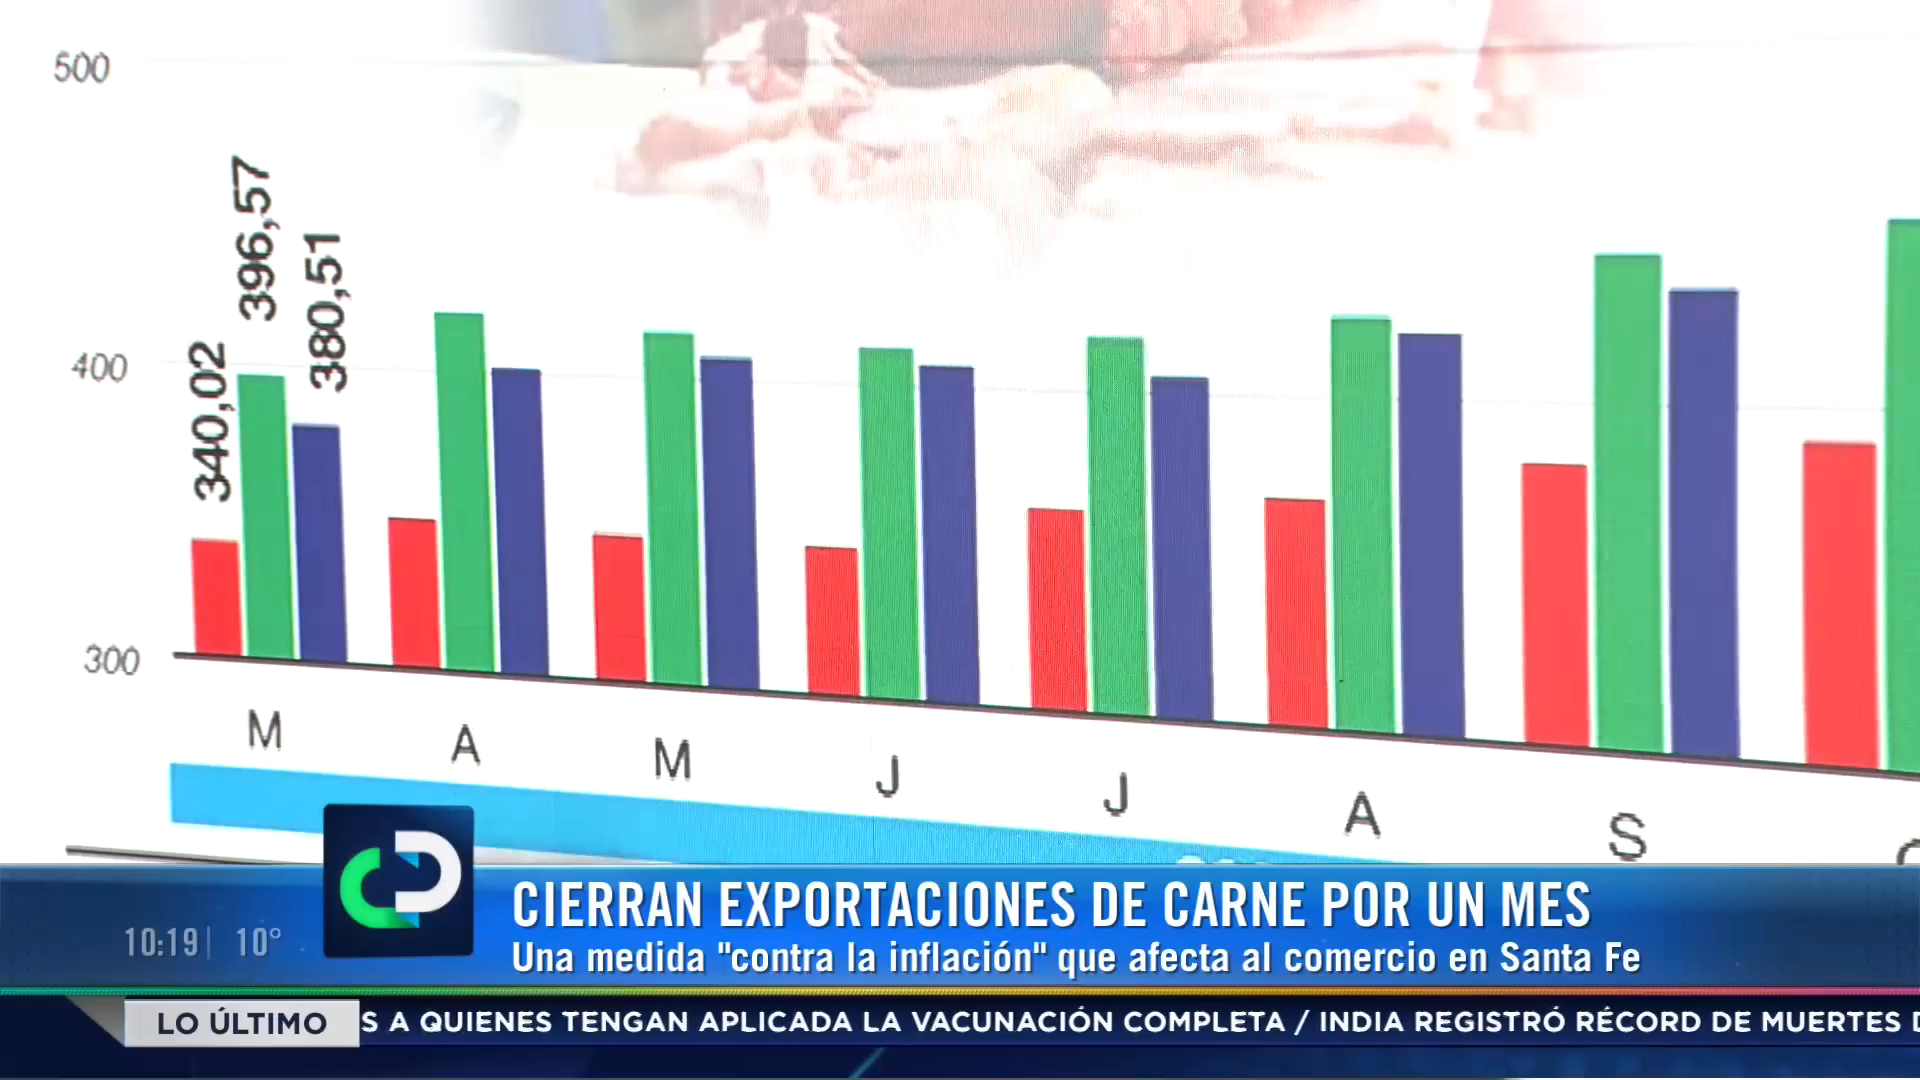 500
400
300
340,02
396,57
380,51
M
A
M
J
J
A
S
CIERRAN EXPORTACIONES DE CARNE POR UN MES
Una medida "contra la inflación" que afecta al comercio en Santa Fe
10:19 10°
LO ÚLTIMO
S A QUIENES TENGAN APLICADA LA VACUNACIÓN COMPLETA / INDIA REGISTRÓ RÉCORD DE MUERTES